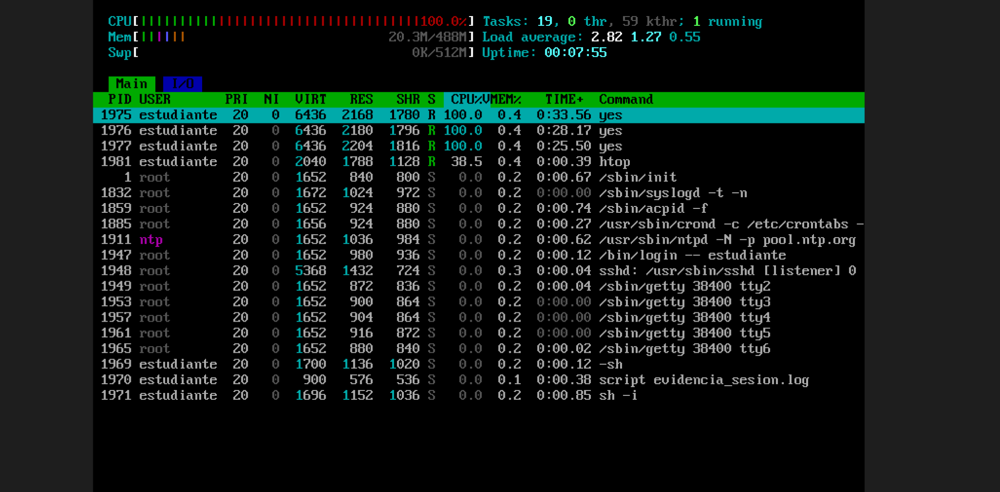 CPU[||||||||||||||||||||||||||||||||||||100.0%] Tasks: 19, 0 thr, 59 kthr; 1 running
Mem[|||||| 20.3M/488M] Load average: 2.82 1.27 0.55
Swp[ 0K/512M] Uptime: 00:07:55
Main I/O
PID USER PRI NI VIRT RES SHR S CPU%▽MEM% TIME+ Command
1975 estudiante 20 0 6436 2168 1780 R 100.0 0.4 0:33.56 yes
1976 estudiante 20 0 6436 2180 1796 R 100.0 0.4 0:28.17 yes
1977 estudiante 20 0 6436 2204 1816 R 100.0 0.4 0:25.50 yes
1981 estudiante 20 0 2040 1788 1128 R 38.5 0.4 0:00.39 htop
1 root 20 0 1652 840 800 S 0.0 0.2 0:00.67 /sbin/init
1832 root 20 0 1672 1024 972 S 0.0 0.2 0:00.00 /sbin/syslogd -t -n
1859 root 20 0 1652 924 880 S 0.0 0.2 0:00.74 /sbin/acpid -f
1885 root 20 0 1656 924 880 S 0.0 0.2 0:00.27 /usr/sbin/crond -c /etc/crontabs -
1911 ntp 20 0 1652 1036 984 S 0.0 0.2 0:00.62 /usr/sbin/ntpd -N -p pool.ntp.org
1947 root 20 0 1652 980 936 S 0.0 0.2 0:00.12 /bin/login -- estudiante
1948 root 20 0 5368 1432 724 S 0.0 0.3 0:00.04 sshd: /usr/sbin/sshd [listener] 0
1949 root 20 0 1652 872 836 S 0.0 0.2 0:00.04 /sbin/getty 38400 tty2
1953 root 20 0 1652 900 864 S 0.0 0.2 0:00.00 /sbin/getty 38400 tty3
1957 root 20 0 1652 904 864 S 0.0 0.2 0:00.00 /sbin/getty 38400 tty4
1961 root 20 0 1652 916 872 S 0.0 0.2 0:00.00 /sbin/getty 38400 tty5
1965 root 20 0 1652 880 840 S 0.0 0.2 0:00.02 /sbin/getty 38400 tty6
1969 estudiante 20 0 1700 1136 1020 S 0.0 0.2 0:00.12 -sh
1970 estudiante 20 0 900 576 536 S 0.0 0.1 0:00.38 script evidencia_sesion.log
1971 estudiante 20 0 1696 1152 1036 S 0.0 0.2 0:00.85 sh -i